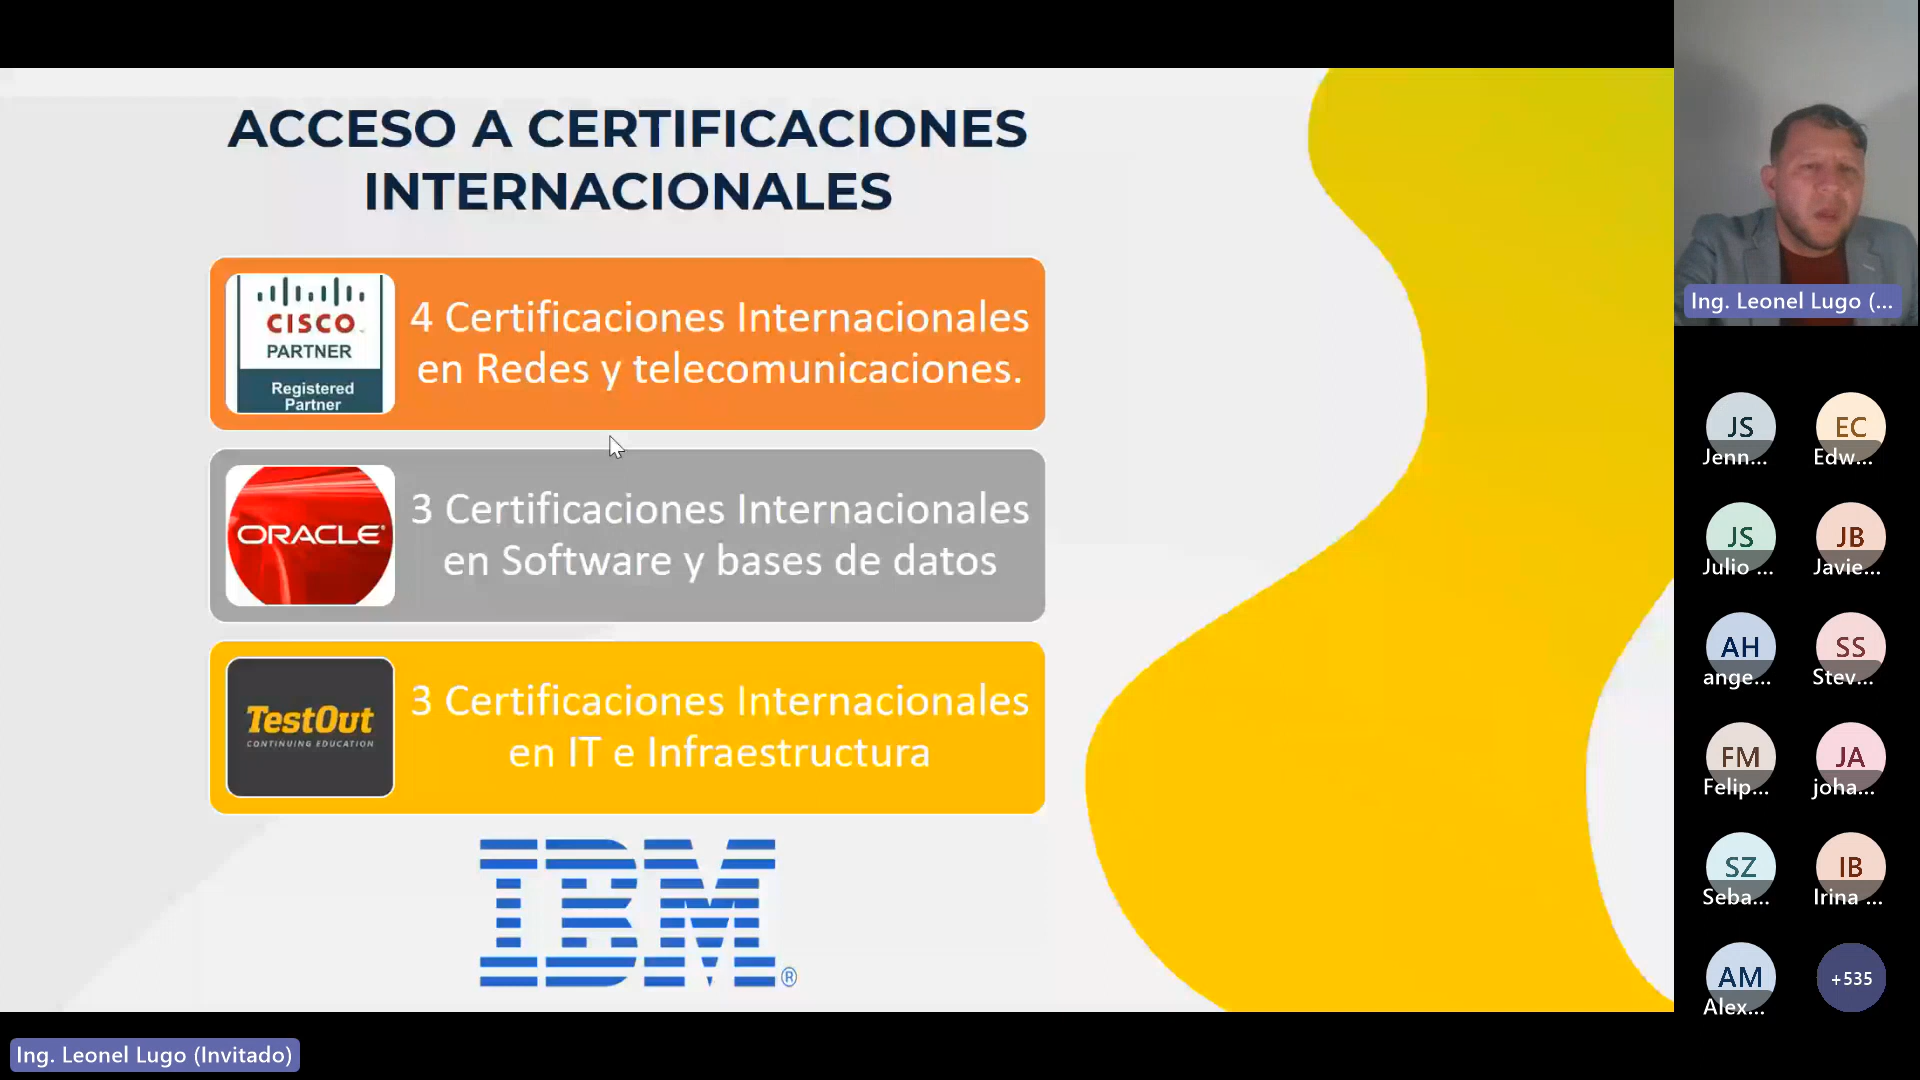 ACCESO A CERTIFICACIONES
INTERNACIONALES
CISCO
PARTNER
Registered
Partner
4 Certificaciones Internacionales
en Redes y telecomunicaciones.
ORACLE®
3 Certificaciones Internacionales
en Software y bases de datos
TestOut
CONTINUING EDUCATION
3 Certificaciones Internacionales
en IT e Infraestructura
IBM®
Ing. Leonel Lugo (Invitado)
Ing. Leonel Lugo (...
JS
Jenn...
EC
Edw...
JS
Julio ...
JB
Javie...
AH
ange...
SS
Stev...
FM
Felip...
JA
joha...
SZ
Seba...
IB
Irina ...
AM
Alex...
+535